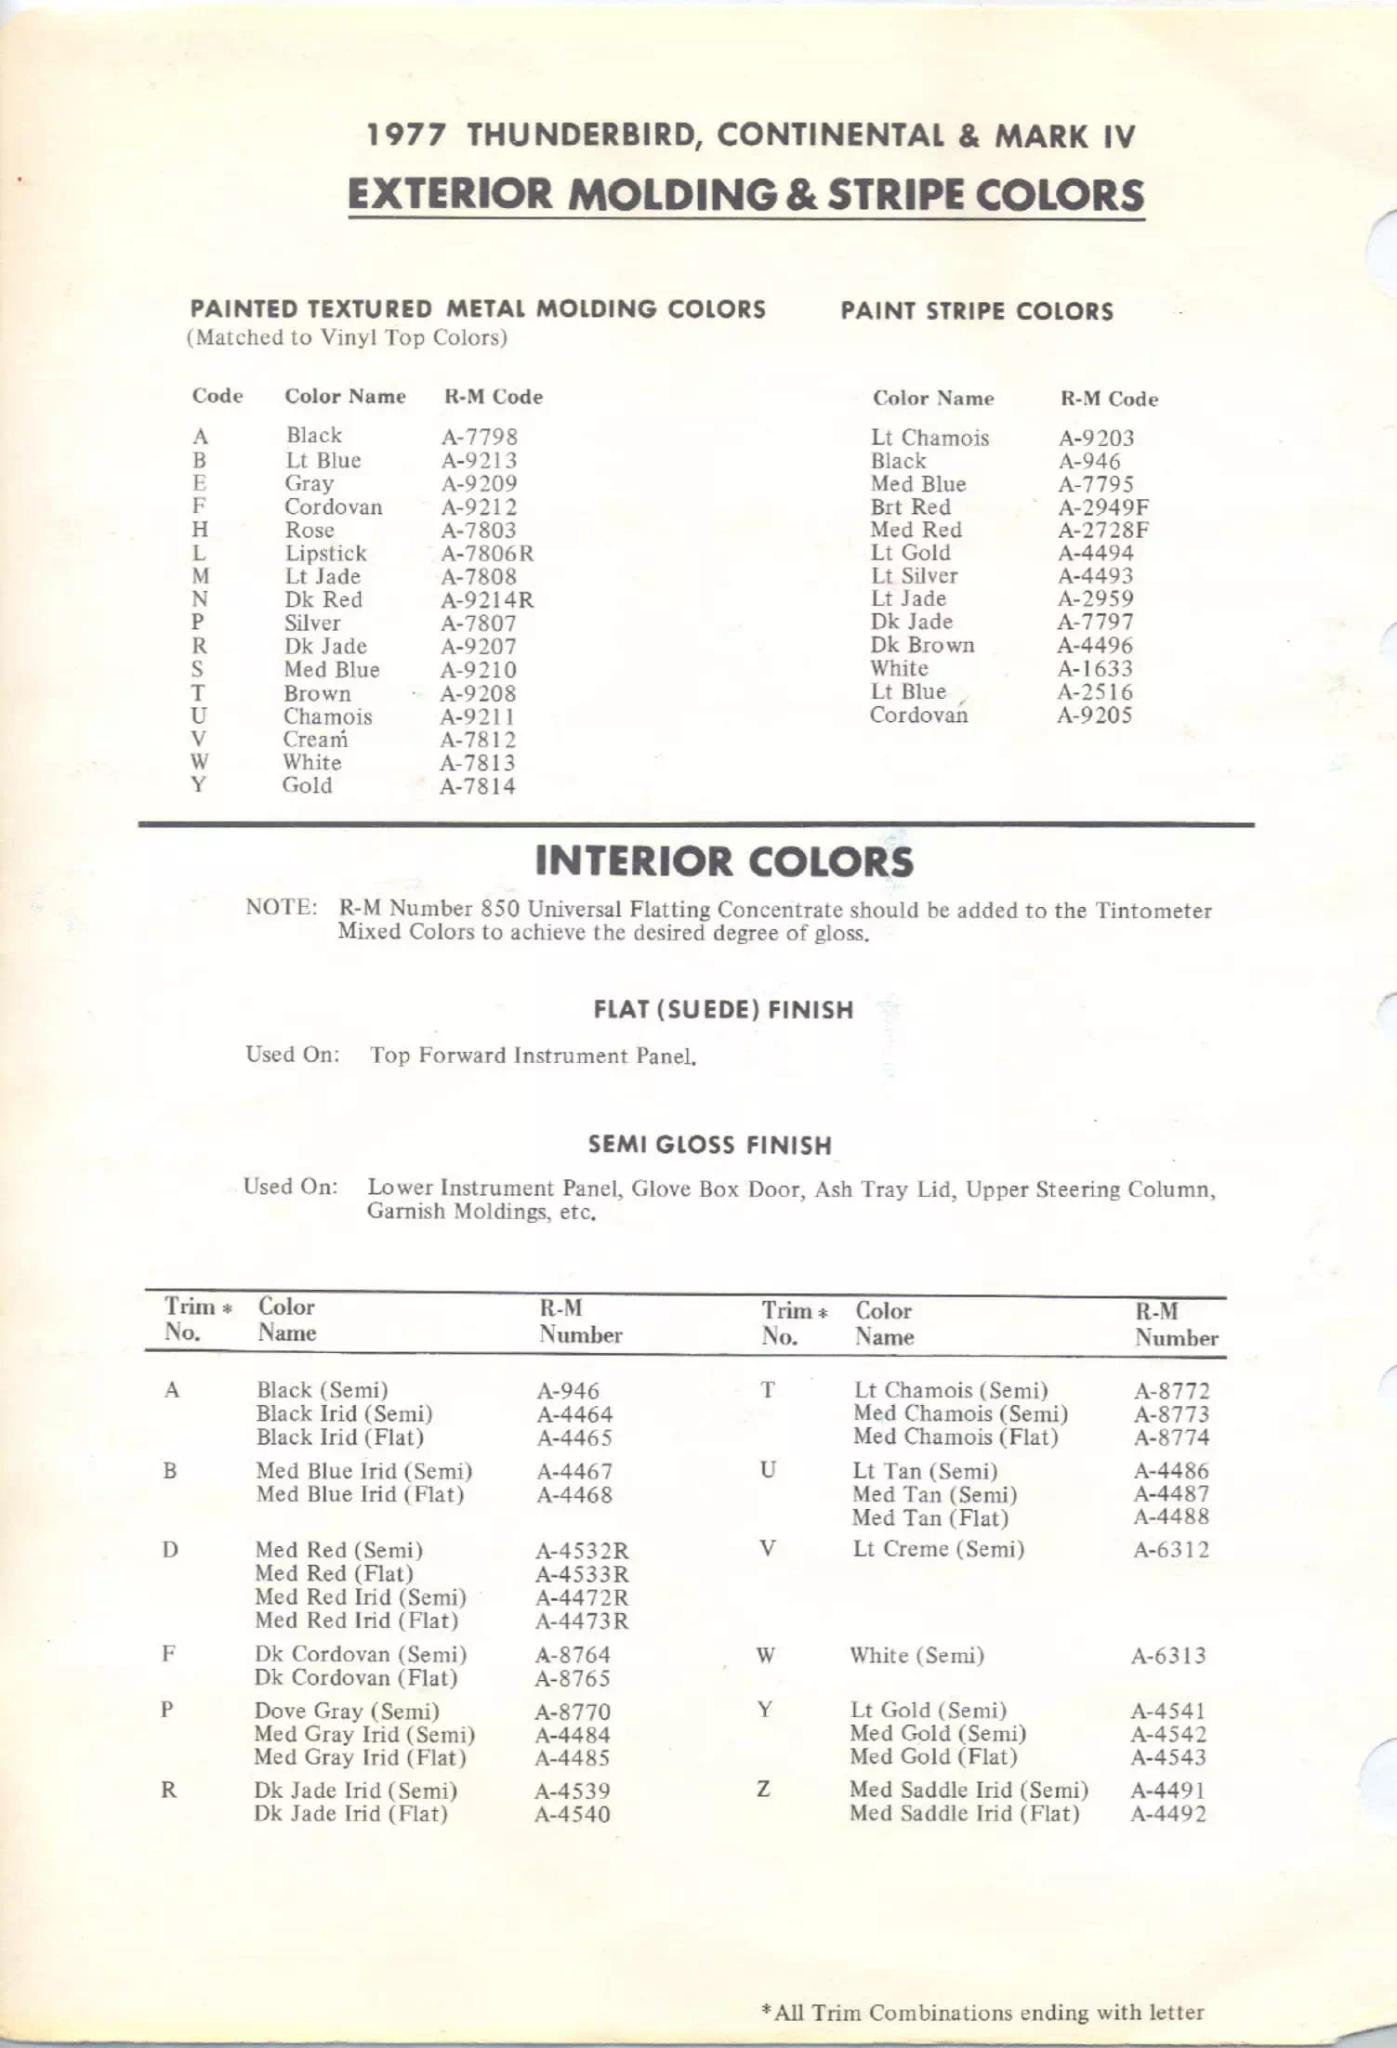 1977 THUNDERBIRD, CONTINENTAL & MARK IV
EXTERIOR MOLDING & STRIPE COLORS
PAINTED TEXTURED METAL MOLDING COLORS
(Matched to Vinyl Top Colors)
Code Color Name R-M Code
A Black A-7798
B Lt Blue A-9213
E Gray A-9209
F Cordovan A-9212
H Rose A-7803
L Lipstick A-7806R
M Lt Jade A-7808
N Dk Red A-9214R
P Silver A-7807
R Dk Jade A-9207
S Med Blue A-9210
T Brown A-9208
U Chamois A-9211
V Cream A-7812
W White A-7813
Y Gold A-7814
PAINT STRIPE COLORS
Color Name R-M Code
Lt Chamois A-9203
Black A-946
Med Blue A-7795
Brt Red A-2949F
Med Red A-2728F
Lt Gold A-4494
Lt Silver A-4493
Lt Jade A-2959
Dk Jade A-7797
Dk Brown A-4496
White A-1633
Lt Blue A-2516
Cordovan A-9205
INTERIOR COLORS
NOTE: R-M Number 850 Universal Flatting Concentrate should be added to the Tintometer
Mixed Colors to achieve the desired degree of gloss.
FLAT (SUEDE) FINISH
Used On: Top Forward Instrument Panel.
SEMI GLOSS FINISH
Used On: Lower Instrument Panel, Glove Box Door, Ash Tray Lid, Upper Steering Column,
Garnish Moldings, etc.
Trim * Color R-M
No. Name Number
A Black (Semi) A-946
Black Irid (Semi) A-4464
Black Irid (Flat) A-4465
B Med Blue Irid (Semi) A-4467
Med Blue Irid (Flat) A-4468
D Med Red (Semi) A-4532R
Med Red (Flat) A-4533R
Med Red Irid (Semi) A-4472R
Med Red Irid (Flat) A-4473R
F Dk Cordovan (Semi) A-8764
Dk Cordovan (Flat) A-8765
P Dove Gray (Semi) A-8770
Med Gray Irid (Semi) A-4484
Med Gray Irid (Flat) A-4485
R Dk Jade Irid (Semi) A-4539
Dk Jade Irid (Flat) A-4540
Trim * Color R-M
No. Name Number
T Lt Chamois (Semi) A-8772
Med Chamois (Semi) A-8773
Med Chamois (Flat) A-8774
U Lt Tan (Semi) A-4486
Med Tan (Semi) A-4487
Med Tan (Flat) A-4488
V Lt Creme (Semi) A-6312
W White (Semi) A-6313
Y Lt Gold (Semi) A-4541
Med Gold (Semi) A-4542
Med Gold (Flat) A-4543
Z Med Saddle Irid (Semi) A-4491
Med Saddle Irid (Flat) A-4492
*All Trim Combinations ending with letter